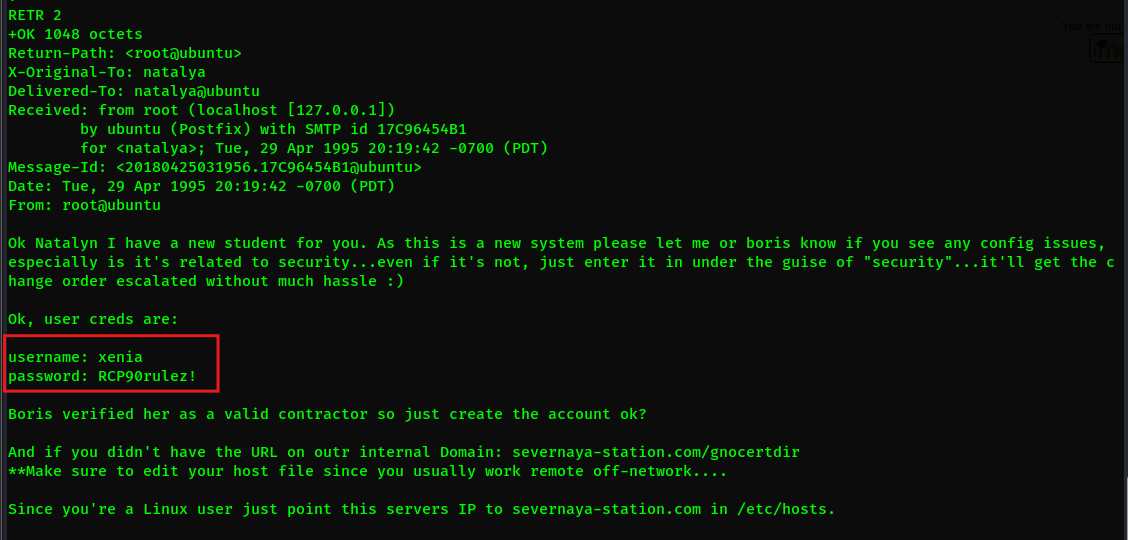 RETR 2
+OK 1048 octets
Return-Path: <root@ubuntu>
X-Original-To: natalya
Delivered-To: natalya@ubuntu
Received: from root (localhost [127.0.0.1])
        by ubuntu (Postfix) with SMTP id 17C96454B1
        for <natalya>; Tue, 29 Apr 1995 20:19:42 -0700 (PDT)
Message-Id: <20180425031956.17C96454B1@ubuntu>
Date: Tue, 29 Apr 1995 20:19:42 -0700 (PDT)
From: root@ubuntu

Ok Natalyn I have a new student for you. As this is a new system please let me or boris know if you see any config issues,
especially is it's related to security...even if it's not, just enter it in under the guise of "security"...it'll get the c
hange order escalated without much hassle :)

Ok, user creds are:

username: xenia
password: RCP90rulez!

Boris verified her as a valid contractor so just create the account ok?

And if you didn't have the URL on outr internal Domain: severnaya-station.com/gnocertdir
**Make sure to edit your host file since you usually work remote off-network....

Since you're a Linux user just point this servers IP to severnaya-station.com in /etc/hosts.
You are not